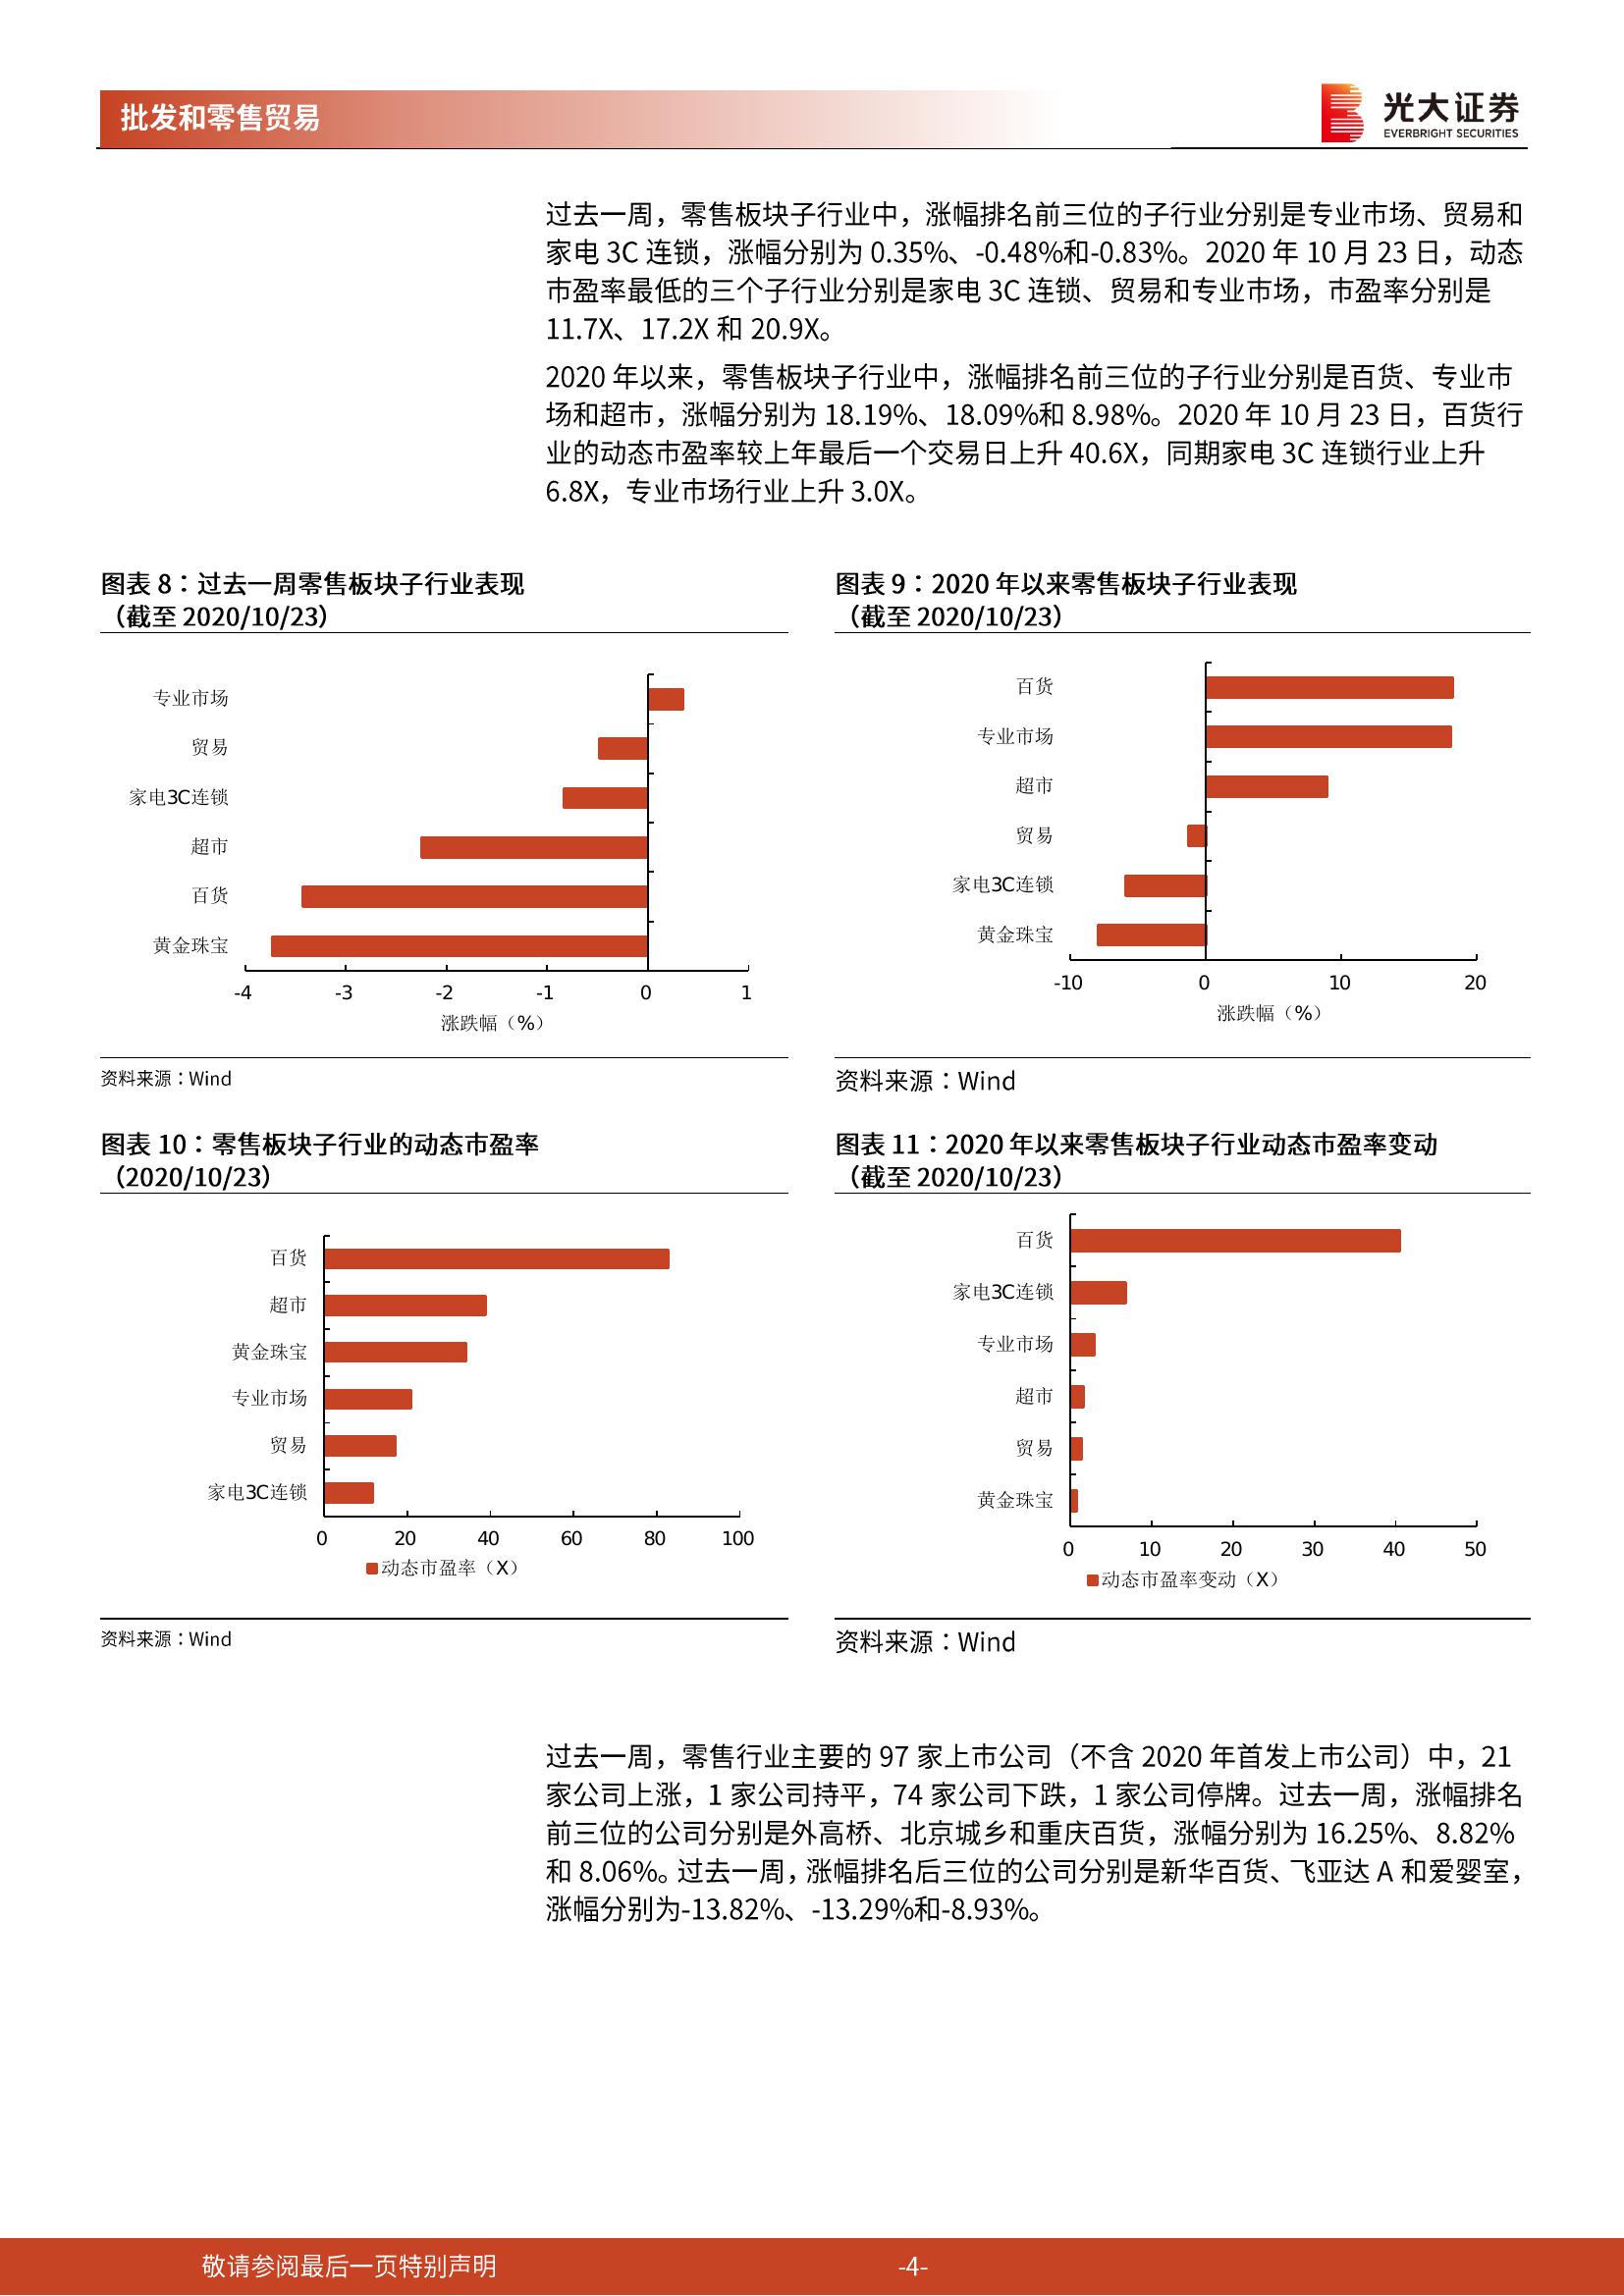 批发和零售贸易
光大证券
EVERBRIGHT SECURITIES
过去一周，零售板块子行业中，涨幅排名前三位的子行业分别是专业市场、贸易和
家电 3C 连锁，涨幅分别为 0.35%、-0.48%和-0.83%。2020 年 10 月 23 日，动态
市盈率最低的三个子行业分别是家电 3C 连锁、贸易和专业市场，市盈率分别是
11.7X、17.2X 和 20.9X。
2020 年以来，零售板块子行业中，涨幅排名前三位的子行业分别是百货、专业市
场和超市，涨幅分别为 18.19%、18.09%和 8.98%。2020 年 10 月 23 日，百货行
业的动态市盈率较上年最后一个交易日上升 40.6X，同期家电 3C 连锁行业上升
6.8X，专业市场行业上升 3.0X。
图表 8：过去一周零售板块子行业表现
（截至 2020/10/23）
专业市场
贸易
家电3C连锁
超市
百货
黄金珠宝
-4 -3 -2 -1 0 1
涨跌幅（%）
资料来源：Wind
图表 9：2020 年以来零售板块子行业表现
（截至 2020/10/23）
百货
专业市场
超市
贸易
家电3C连锁
黄金珠宝
-10 0 10 20
涨跌幅（%）
资料来源：Wind
图表 10：零售板块子行业的动态市盈率
（2020/10/23）
百货
超市
黄金珠宝
专业市场
贸易
家电3C连锁
0 20 40 60 80 100
动态市盈率（X）
资料来源：Wind
图表 11：2020 年以来零售板块子行业动态市盈率变动
（截至 2020/10/23）
百货
家电3C连锁
专业市场
超市
贸易
黄金珠宝
0 10 20 30 40 50
动态市盈率变动（X）
资料来源：Wind
过去一周，零售行业主要的 97 家上市公司（不含 2020 年首发上市公司）中，21
家公司上涨，1 家公司持平，74 家公司下跌，1 家公司停牌。过去一周，涨幅排名
前三位的公司分别是外高桥、北京城乡和重庆百货，涨幅分别为 16.25%、8.82%
和 8.06%。过去一周，涨幅排名后三位的公司分别是新华百货、飞亚达 A 和爱婴室，
涨幅分别为-13.82%、-13.29%和-8.93%。
敬请参阅最后一页特别声明
-4-